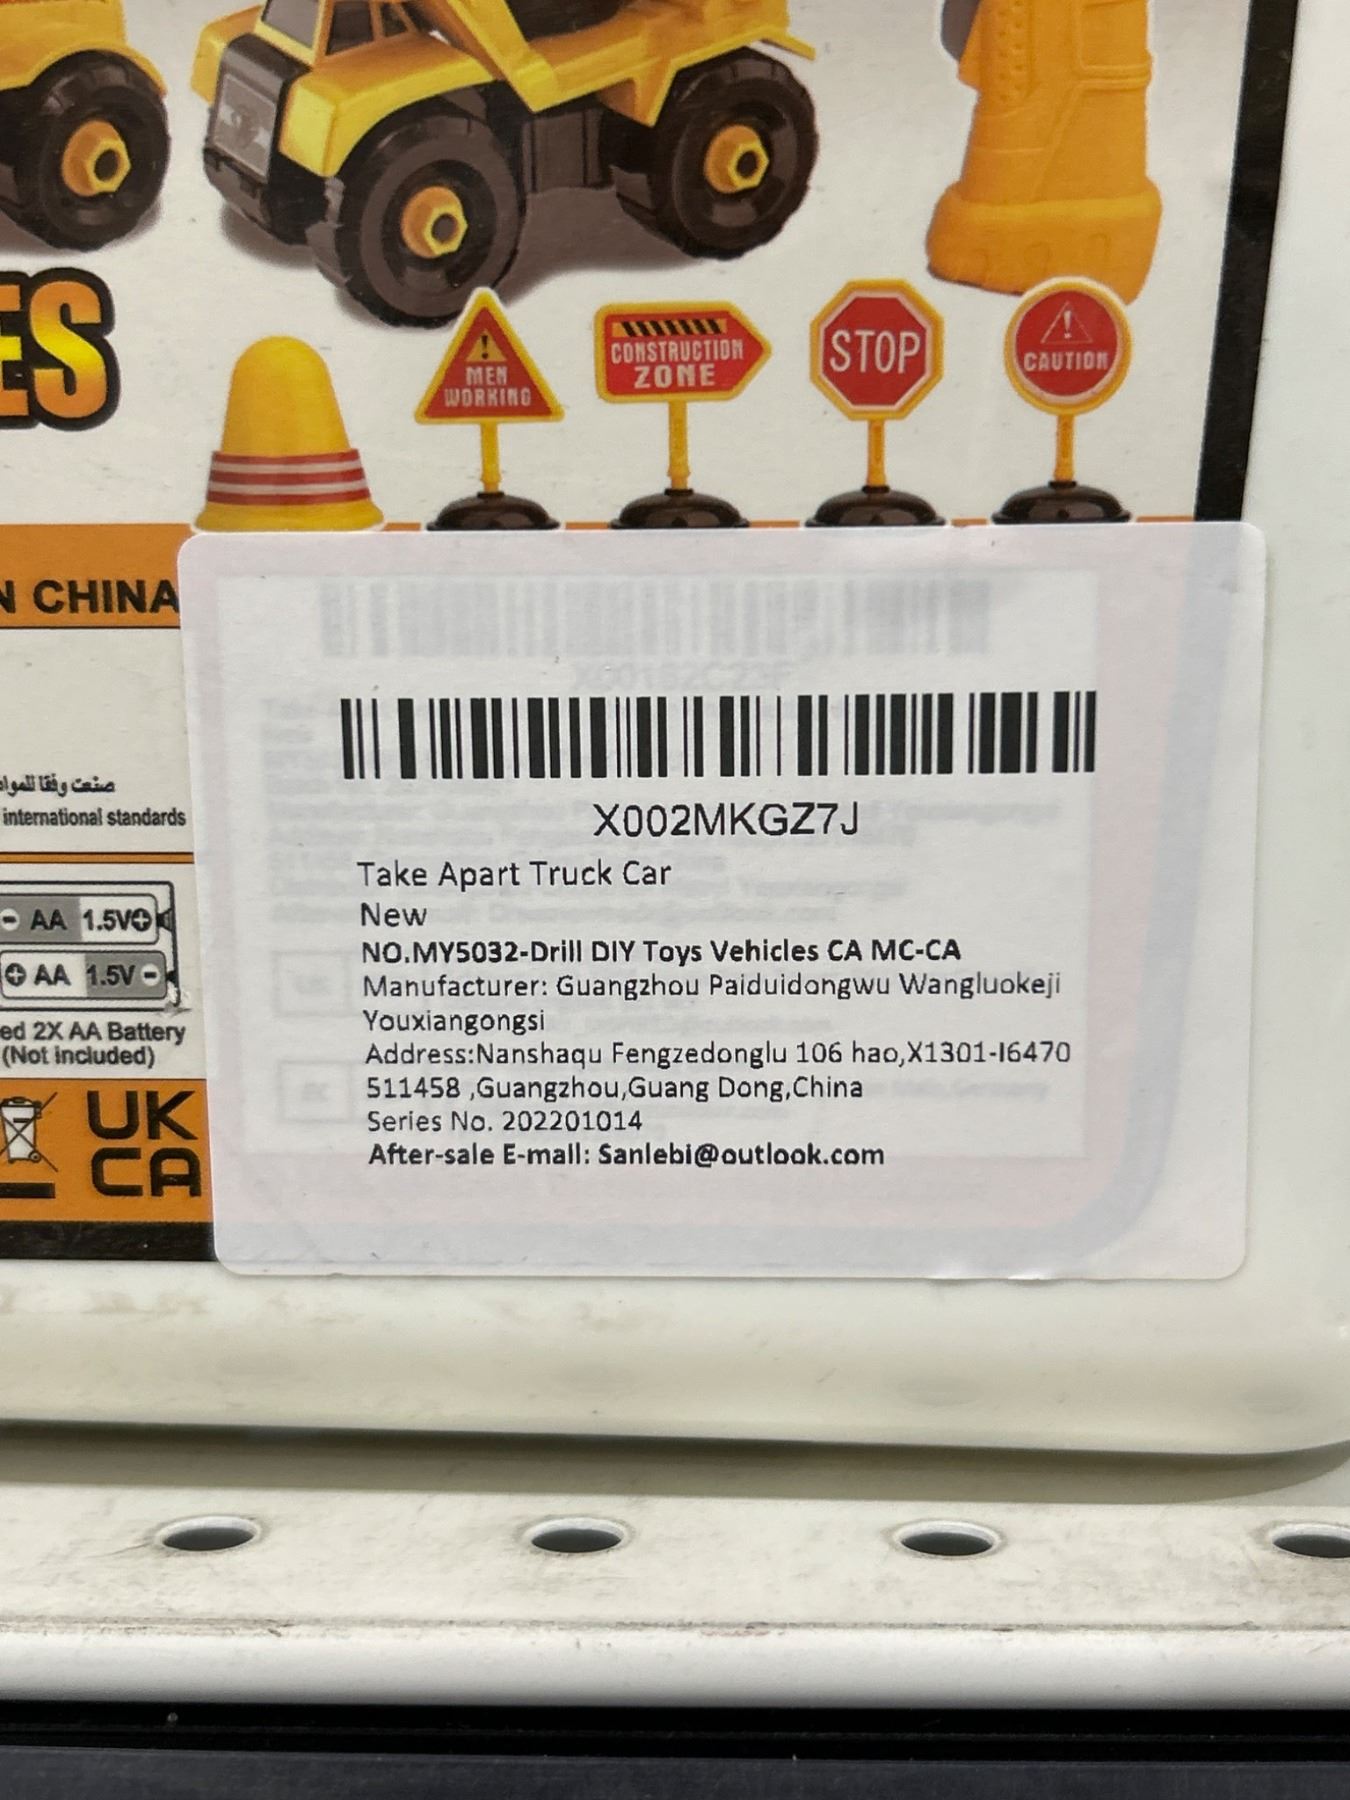 ES
MEN
WORKING
CONSTRUCTION
ZONE
STOP
CAUTION
N CHINA
X002MKGZ7J
Take Apart Truck Car
New
NO.MY5032-Drill DIY Toys Vehicles CA MC-CA
Manufacturer: Guangzhou Paiduidongwu Wangluokeji
Youxiangongsi
Address:Nanshaqu Fengzedonglu 106 hao,X1301-I6470
511458 ,Guangzhou,Guang Dong,China
Series No. 202201014
After-sale E-mail: Sanlebi@outlook.com
صنعت وفقا للمواد
international standards
- AA 1.5V+
+ AA 1.5V -
ed 2X AA Battery
(Not included)
UK
CA